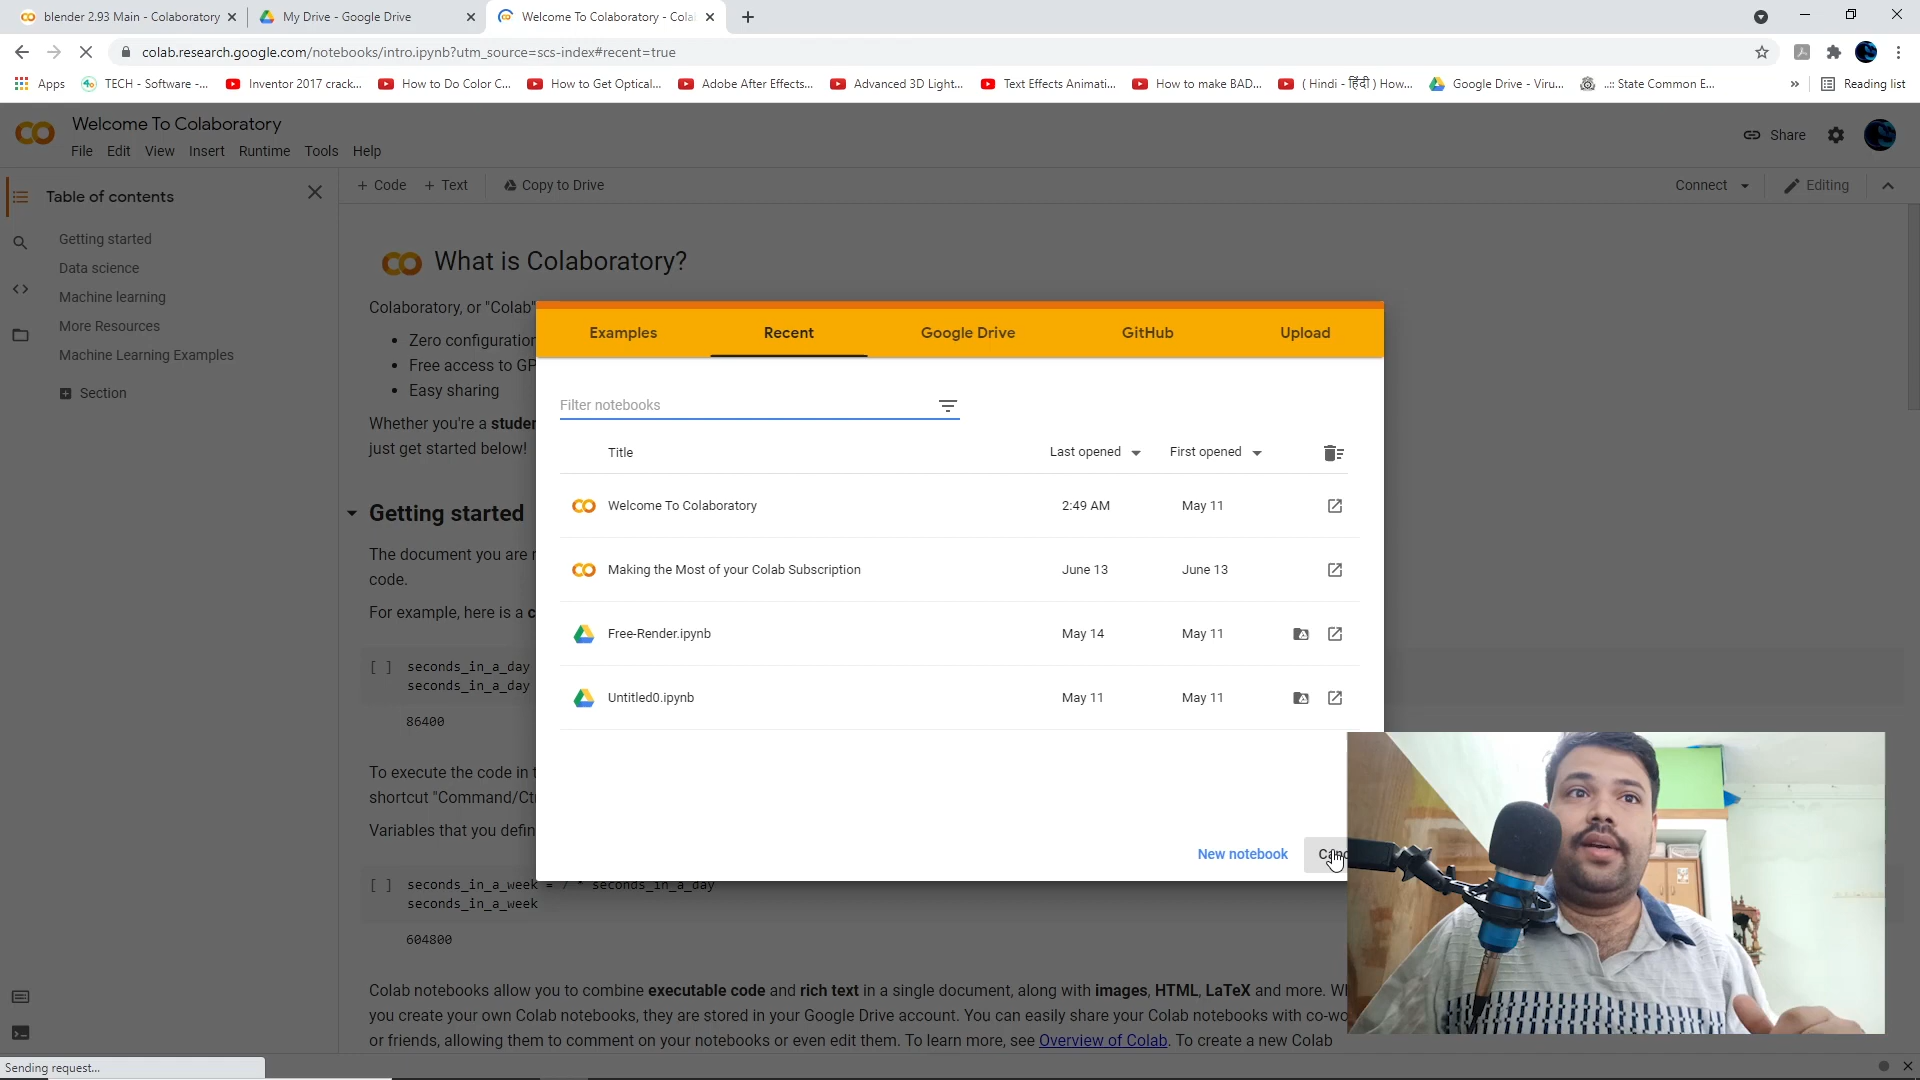 blender 2.93 Main - Colaboratory
My Drive - Google Drive
Welcome To Colaboratory - Cola
colab.research.google.com/notebooks/intro.ipynb?utm_source=scs-index#recent=true
Apps
TECH - Software -...
Inventor 2017 crack...
How to Do Color C...
How to Get Optical...
Adobe After Effects...
Advanced 3D Light...
Text Effects Animati...
How to make BAD...
( Hindi - हिंदी ) How...
Google Drive - Viru...
..:: State Common E...
»
Reading list
Welcome To Colaboratory
File Edit View Insert Runtime Tools Help
Share
Table of contents
+ Code + Text
Copy to Drive
Connect
Editing
Getting started
Data science
Machine learning
More Resources
Machine Learning Examples
Section
What is Colaboratory?
Colaboratory, or "Colab"
Zero configuration
Free access to GP
Easy sharing
Whether you're a studen
just get started below!
Getting started
The document you are
code.
For example, here is a
[ ] seconds_in_a_day
seconds_in_a_day
86400
To execute the code in
shortcut "Command/Ct
Variables that you defin
[ ] seconds_in_a_week = 7 * seconds_in_a_day
seconds_in_a_week
604800
Colab notebooks allow you to combine executable code and rich text in a single document, along with images, HTML, LaTeX and more.
you create your own Colab notebooks, they are stored in your Google Drive account. You can easily share your Colab notebooks with co-wo
or friends, allowing them to comment on your notebooks or even edit them. To learn more, see Overview of Colab. To create a new Colab
Examples Recent Google Drive GitHub Upload
Filter notebooks
Title Last opened First opened
Welcome To Colaboratory 2:49 AM May 11
Making the Most of your Colab Subscription June 13 June 13
Free-Render.ipynb May 14 May 11
Untitled0.ipynb May 11 May 11
New notebook
Sending request...